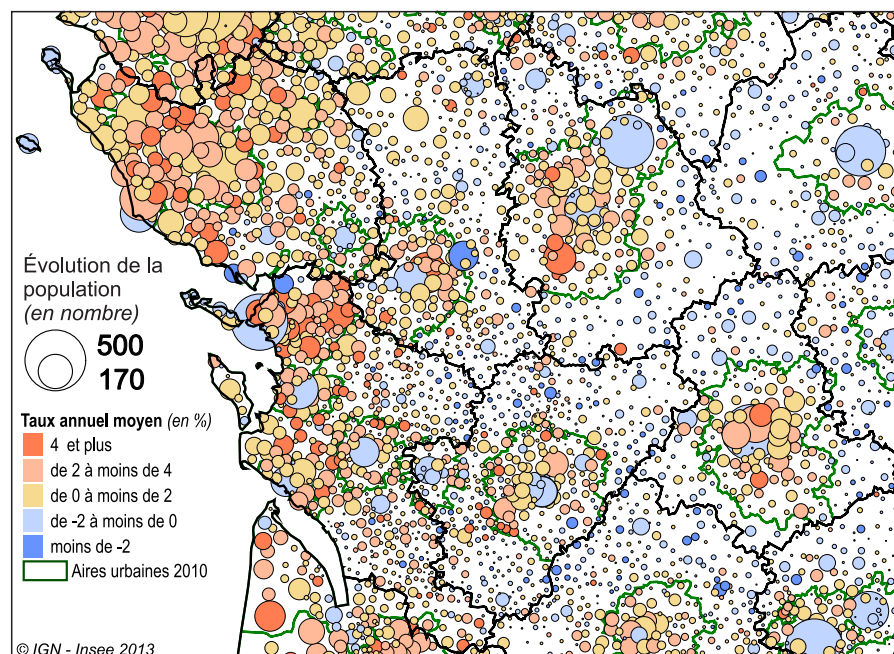 Évolution de la
population
(en nombre)
500
170
Taux annuel moyen (en %)
4 et plus
de 2 à moins de 4
de 0 à moins de 2
de -2 à moins de 0
moins de -2
Aires urbaines 2010
© IGN - Insee 2013